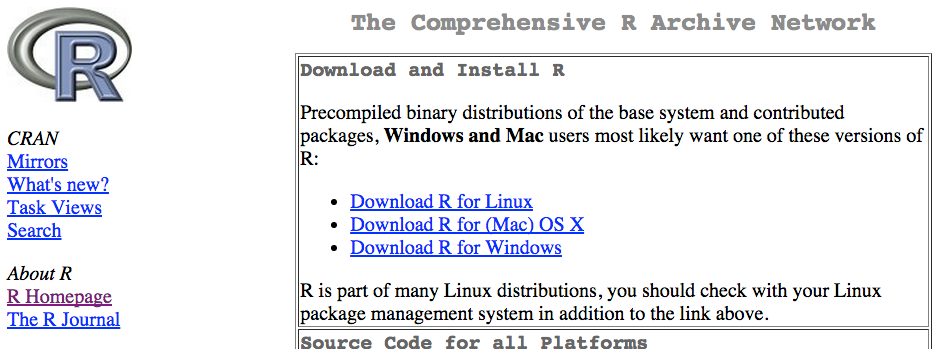 R
The Comprehensive R Archive Network
CRAN
Mirrors
What's new?
Task Views
Search
About R
R Homepage
The R Journal
Download and Install R
Precompiled binary distributions of the base system and contributed
packages, Windows and Mac users most likely want one of these versions of
R:
• Download R for Linux
• Download R for (Mac) OS X
• Download R for Windows
R is part of many Linux distributions, you should check with your Linux
package management system in addition to the link above.
Source Code for all Platforms